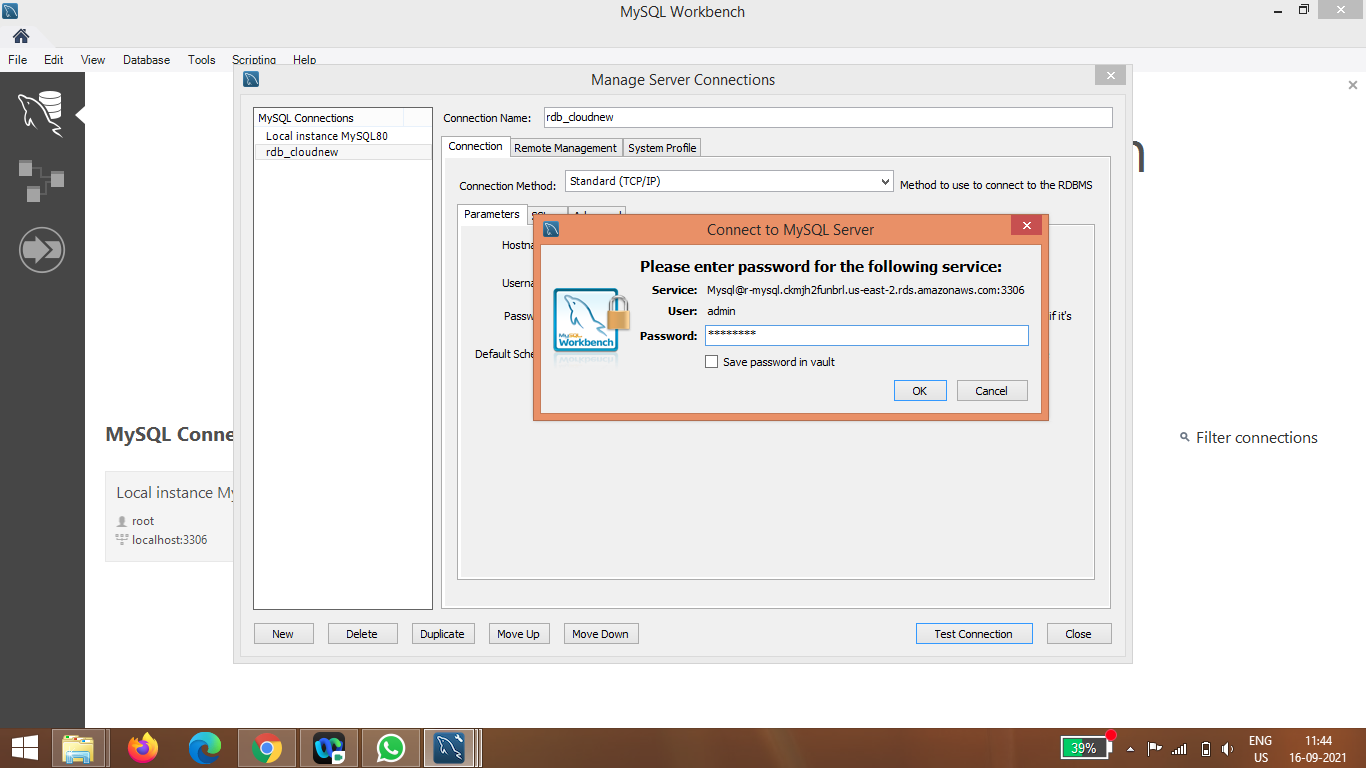 MySQL Workbench
File Edit View Database Tools Scripting Help
Manage Server Connections
MySQL Connections
Local instance MySQL80
rdb_cloudnew
Connection Name: rdb_cloudnew
Connection Remote Management System Profile
Connection Method: Standard (TCP/IP) Method to use to connect to the RDBMS
Parameters
Hostna
Userna
Passw if it's
Default Sche
Connect to MySQL Server
Please enter password for the following service:
Service: Mysql@r-mysql.ckmjh2funbrl.us-east-2.rds.amazonaws.com:3306
User: admin
Password: ********
Save password in vault
OK Cancel
MySQL
Workbench
MySQL Conne
Filter connections
Local instance My
root
localhost:3306
New Delete Duplicate Move Up Move Down Test Connection Close
39%
ENG
US
11:44
16-09-2021